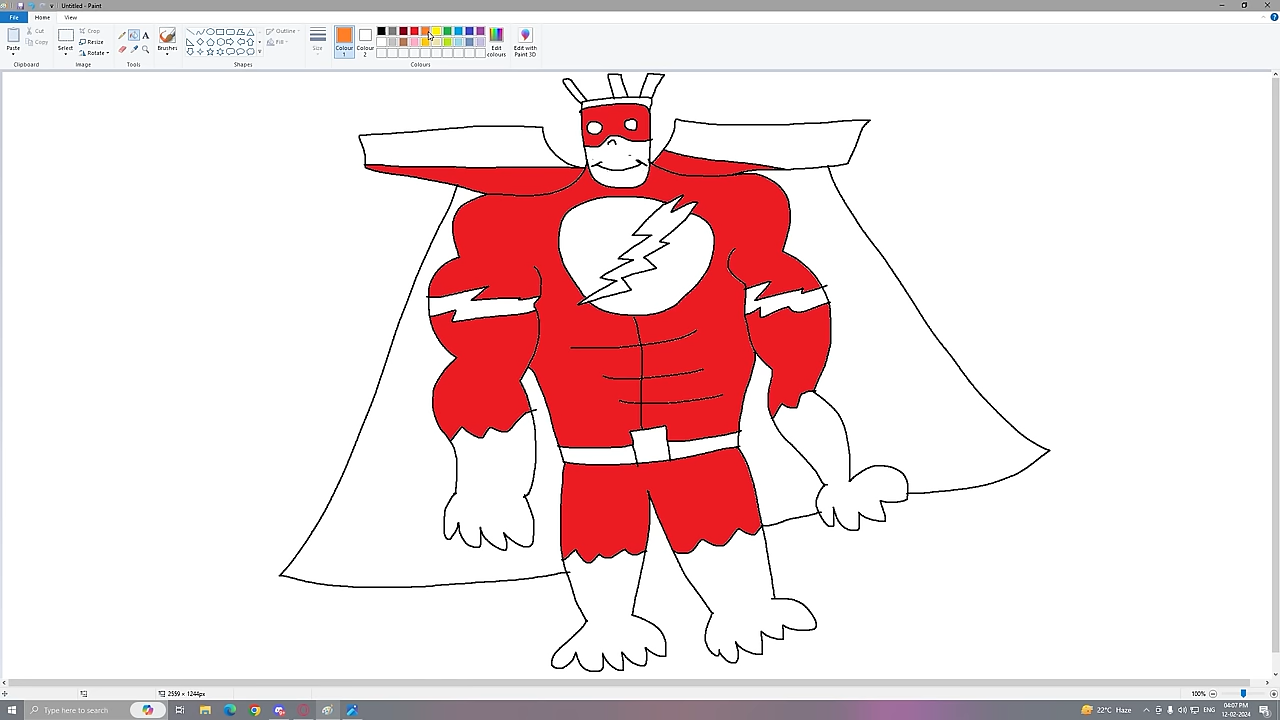 Untitled - Paint
File Home View
Paste
Cut
Copy
Clipboard
Select
Crop
Resize
Rotate
Image
Tools
Brushes
Shapes
Outline
Fill
Size
Colour 1
Colour 2
Colours
Edit colours
Edit with Paint 3D
2559 × 1244px
100%
Type here to search
22°C Haze
ENG
04:07 PM
12-02-2024